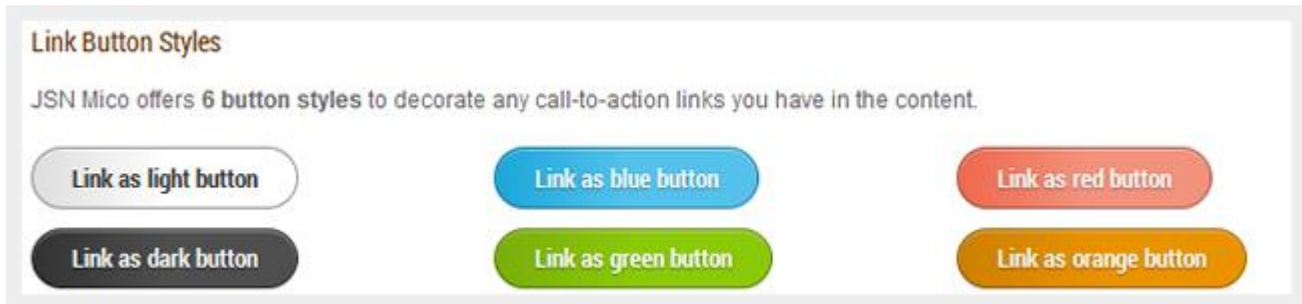 Link Button Styles
JSN Mico offers 6 button styles to decorate any call-to-action links you have in the content.
Link as light button
Link as blue button
Link as red button
Link as dark button
Link as green button
Link as orange button